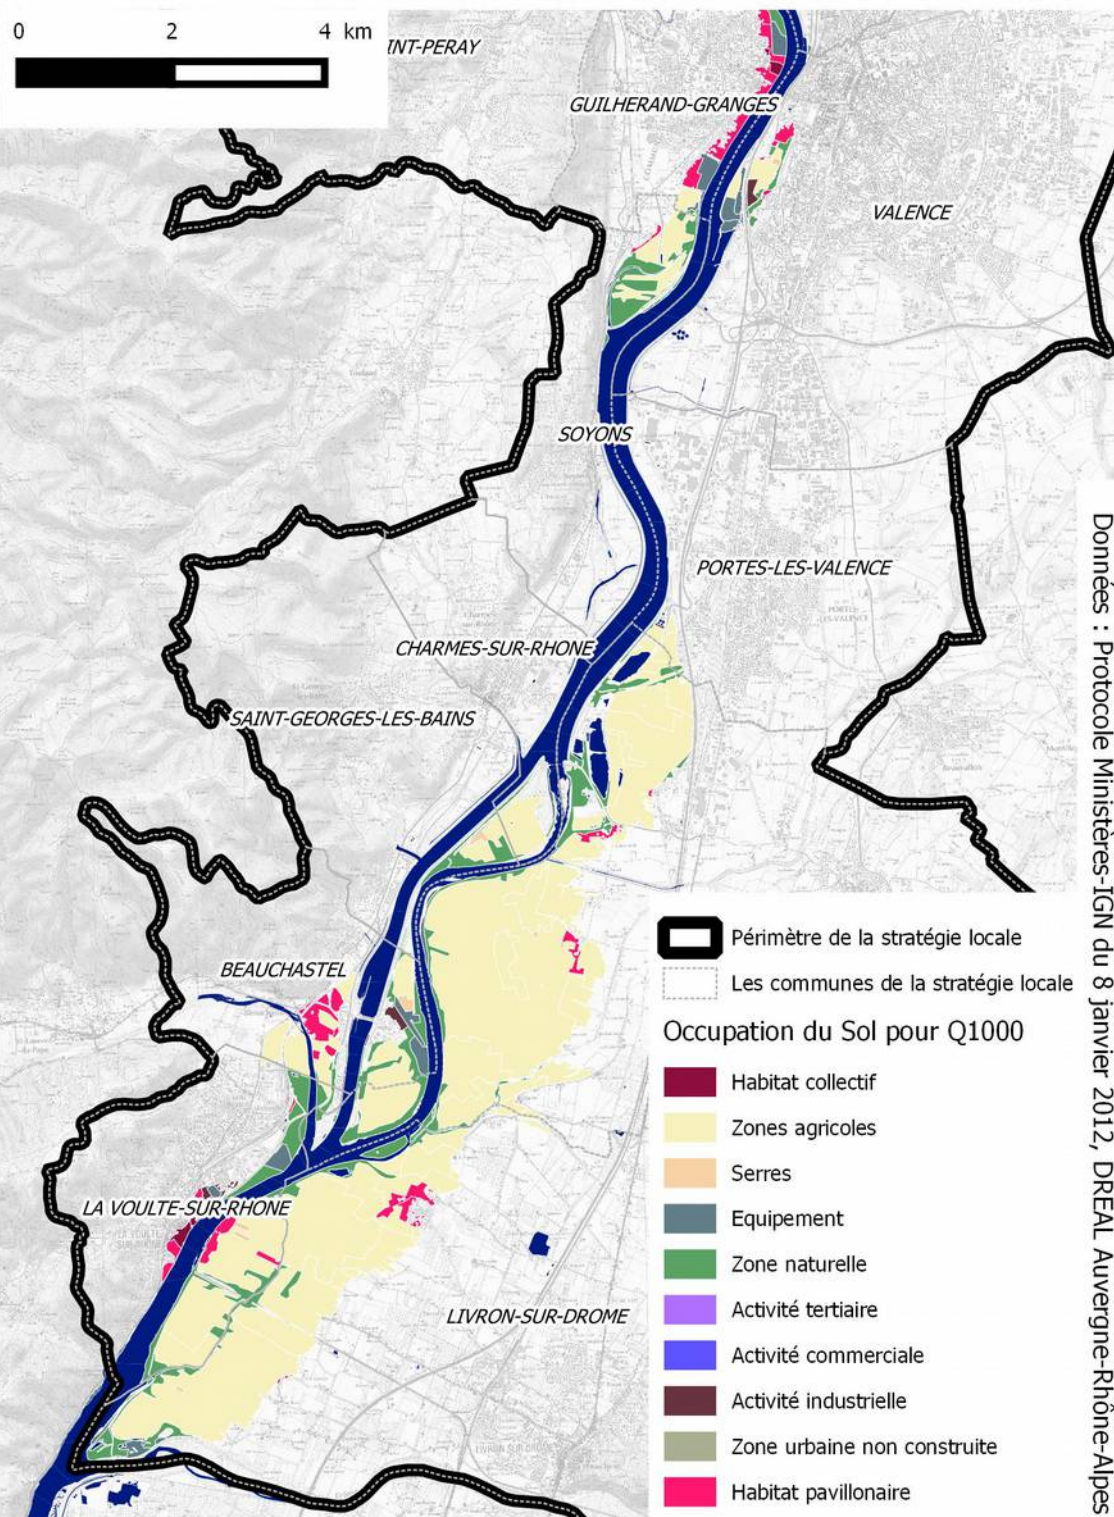 0 2 4 km
INT-PERAY
GUILHERAND-GRANGES
VALENCE
SOYONS
PORTES-LES-VALENCE
CHARMES-SUR-RHONE
SAINT-GEORGES-LES-BAINS
BEAUCHASTEL
LA VOULTE-SUR-RHONE
LIVRON-SUR-DROME
Périmètre de la stratégie locale
Les communes de la stratégie locale
Occupation du Sol pour Q1000
Habitat collectif
Zones agricoles
Serres
Equipement
Zone naturelle
Activité tertiaire
Activité commerciale
Activité industrielle
Zone urbaine non construite
Habitat pavillonaire
Données : Protocole Ministères-IGN du 8 janvier 2012, DREAL Auvergne-Rhône-Alpes